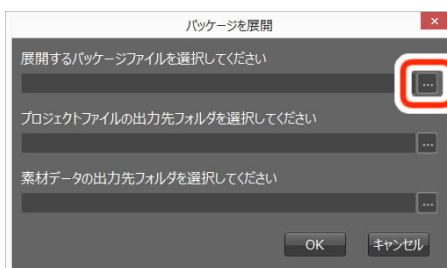 パッケージを展開
×
展開するパッケージファイルを選択してください
...
プロジェクトファイルの出力先フォルダを選択してください
...
素材データの出力先フォルダを選択してください
...
OK キャンセル